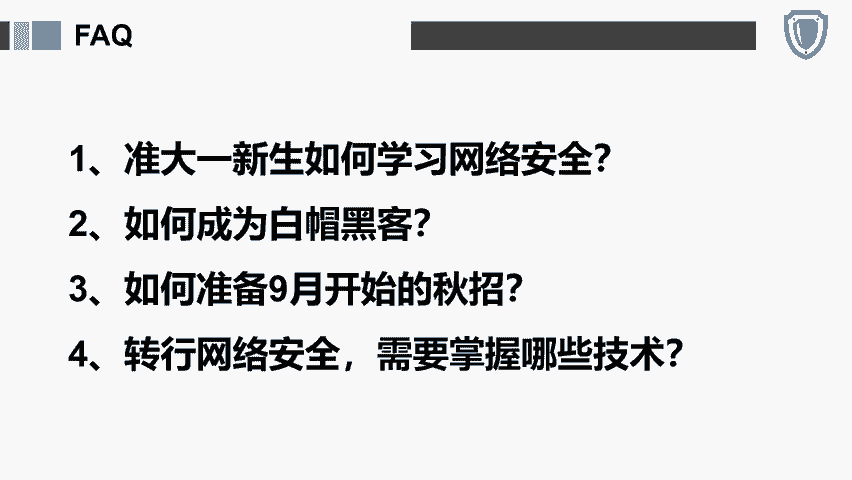 FAQ
1、准大一新生如何学习网络安全？
2、如何成为白帽黑客？
3、如何准备9月开始的秋招？
4、转行网络安全，需要掌握哪些技术？